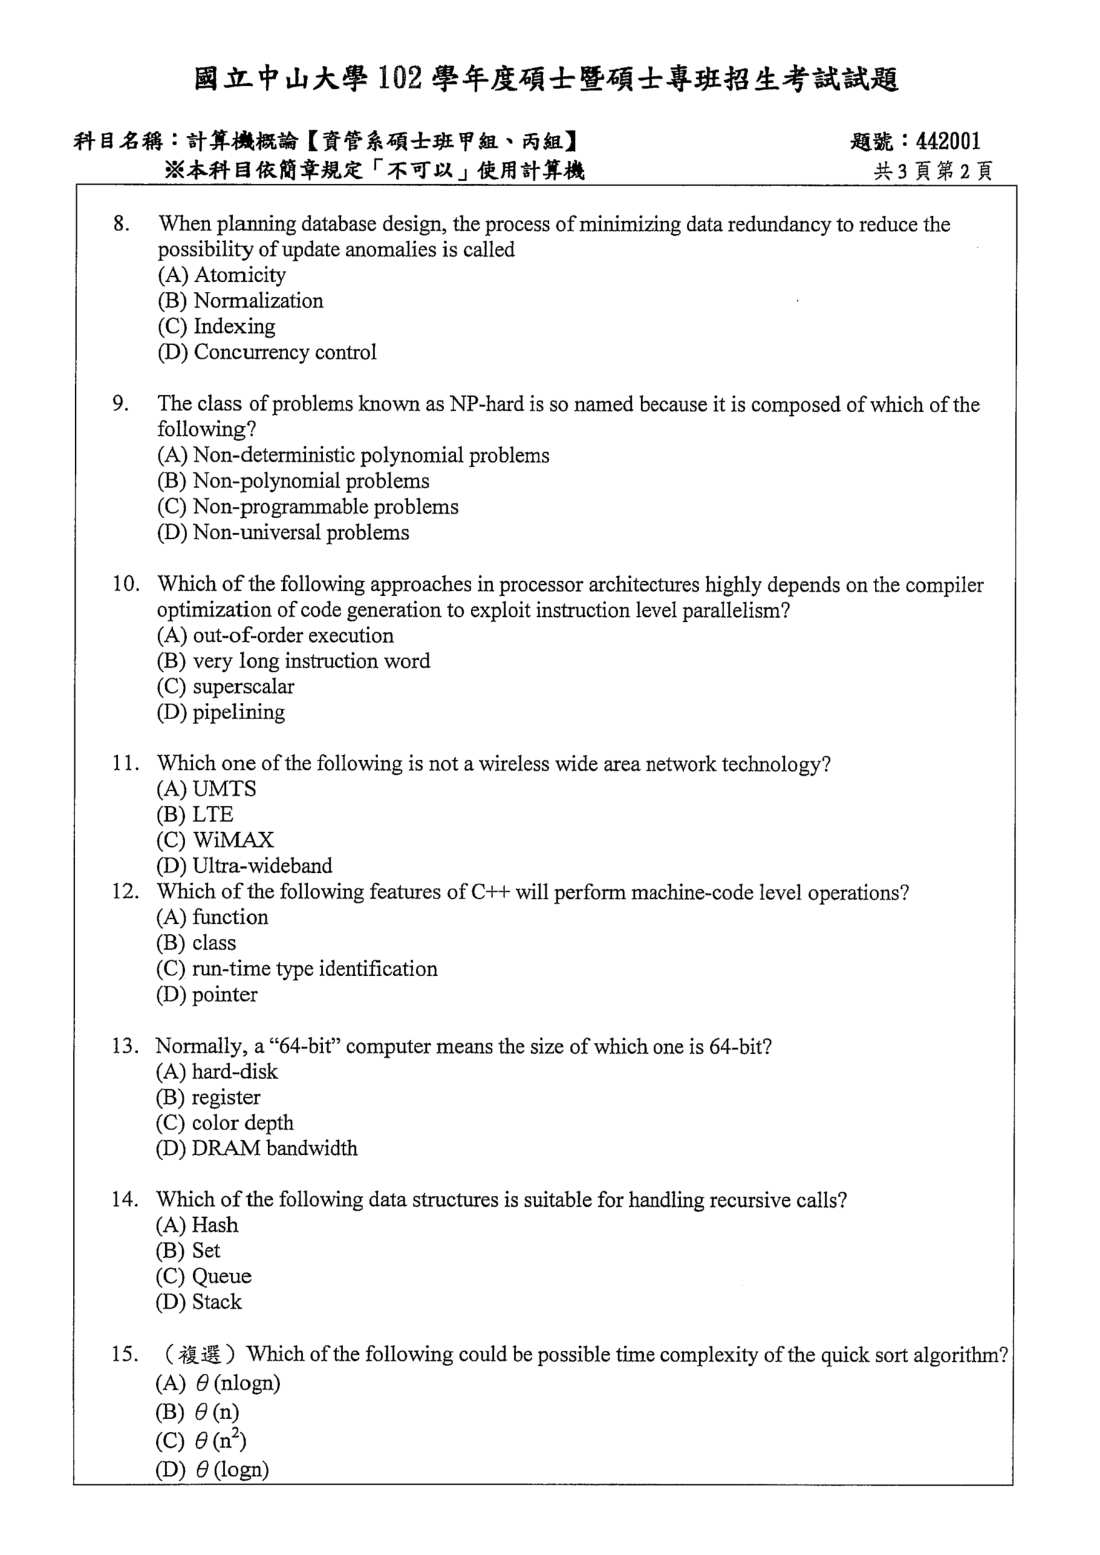 國立中山大學 102 學年度碩士暨碩士專班招生考試試題
科目名稱：計算機概論【資管系碩士班甲組、丙組】 題號：442001
※本科目依簡章規定「不可以」使用計算機 共 3 頁第 2 頁
8. When planning database design, the process of minimizing data redundancy to reduce the
possibility of update anomalies is called
(A) Atomicity
(B) Normalization
(C) Indexing
(D) Concurrency control
9. The class of problems known as NP-hard is so named because it is composed of which of the
following?
(A) Non-deterministic polynomial problems
(B) Non-polynomial problems
(C) Non-programmable problems
(D) Non-universal problems
10. Which of the following approaches in processor architectures highly depends on the compiler
optimization of code generation to exploit instruction level parallelism?
(A) out-of-order execution
(B) very long instruction word
(C) superscalar
(D) pipelining
11. Which one of the following is not a wireless wide area network technology?
(A) UMTS
(B) LTE
(C) WiMAX
(D) Ultra-wideband
12. Which of the following features of C++ will perform machine-code level operations?
(A) function
(B) class
(C) run-time type identification
(D) pointer
13. Normally, a “64-bit” computer means the size of which one is 64-bit?
(A) hard-disk
(B) register
(C) color depth
(D) DRAM bandwidth
14. Which of the following data structures is suitable for handling recursive calls?
(A) Hash
(B) Set
(C) Queue
(D) Stack
15. （複選）Which of the following could be possible time complexity of the quick sort algorithm?
(A) θ(nlogn)
(B) θ(n)
(C) θ(n²)
(D) θ(logn)